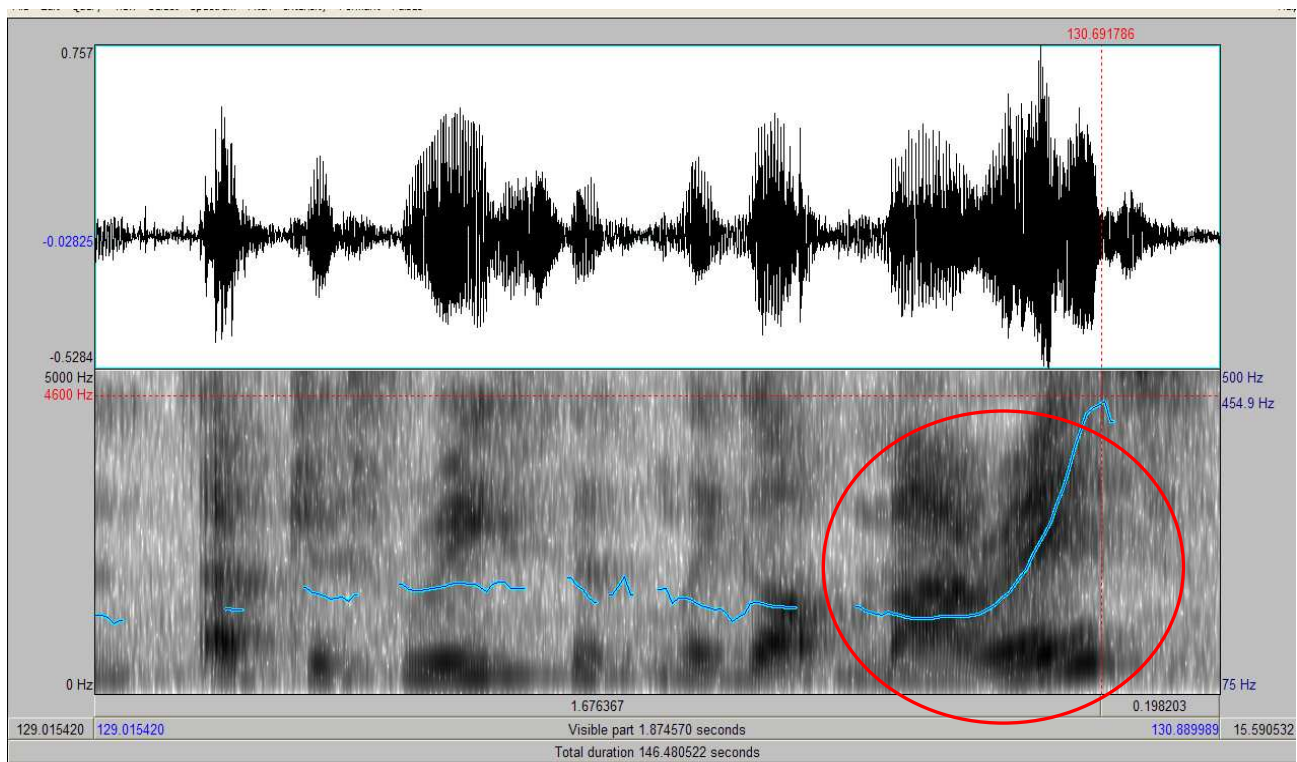 130.691786
0.757
-0.02825
-0.5284
5000 Hz 500 Hz
4600 Hz 454.9 Hz
0 Hz 75 Hz
1.676367 0.198203
129.015420 129.015420 Visible part 1.874570 seconds 130.889989 15.590532
Total duration 146.480522 seconds